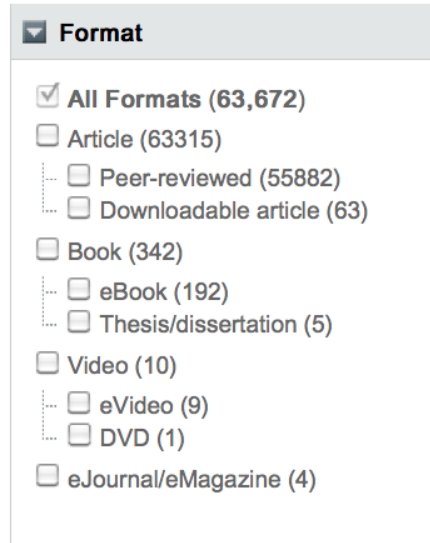 Format
All Formats (63,672)
Article (63315)
Peer-reviewed (55882)
Downloadable article (63)
Book (342)
eBook (192)
Thesis/dissertation (5)
Video (10)
eVideo (9)
DVD (1)
eJournal/eMagazine (4)